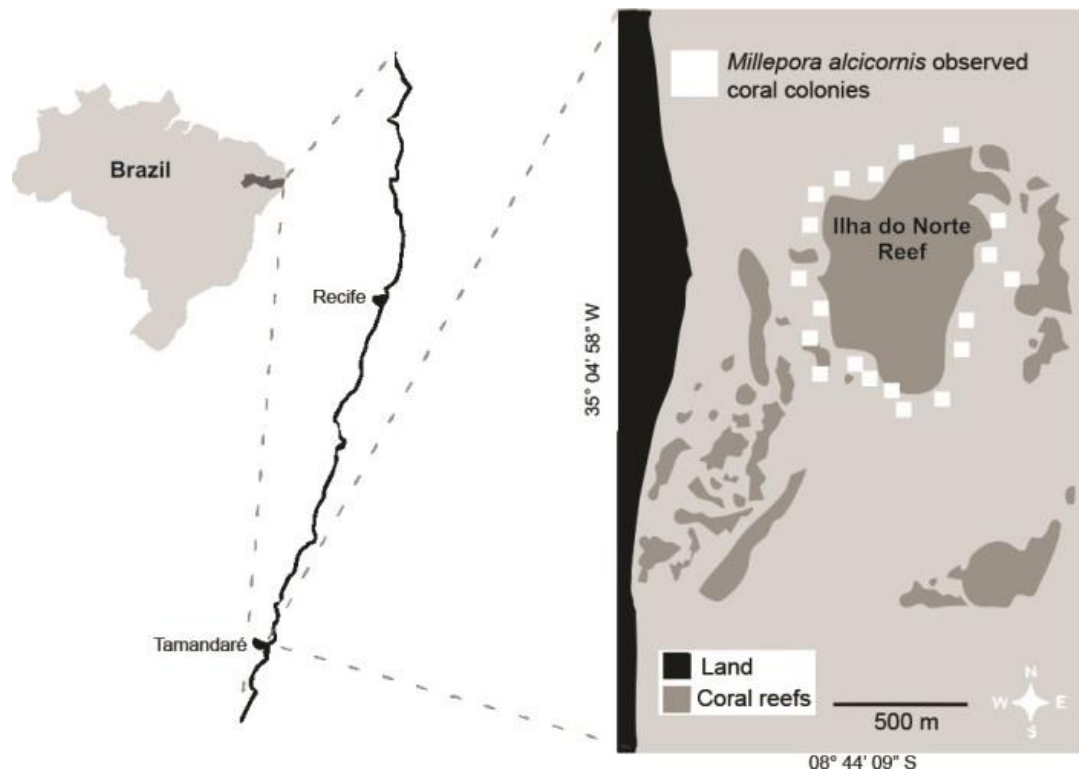 Brazil
Recife
Tamandaré
35° 04' 58" W
Millepora alcicornis observed
coral colonies
Ilha do Norte
Reef
Land
Coral reefs
500 m
N
W E
S
08° 44' 09" S